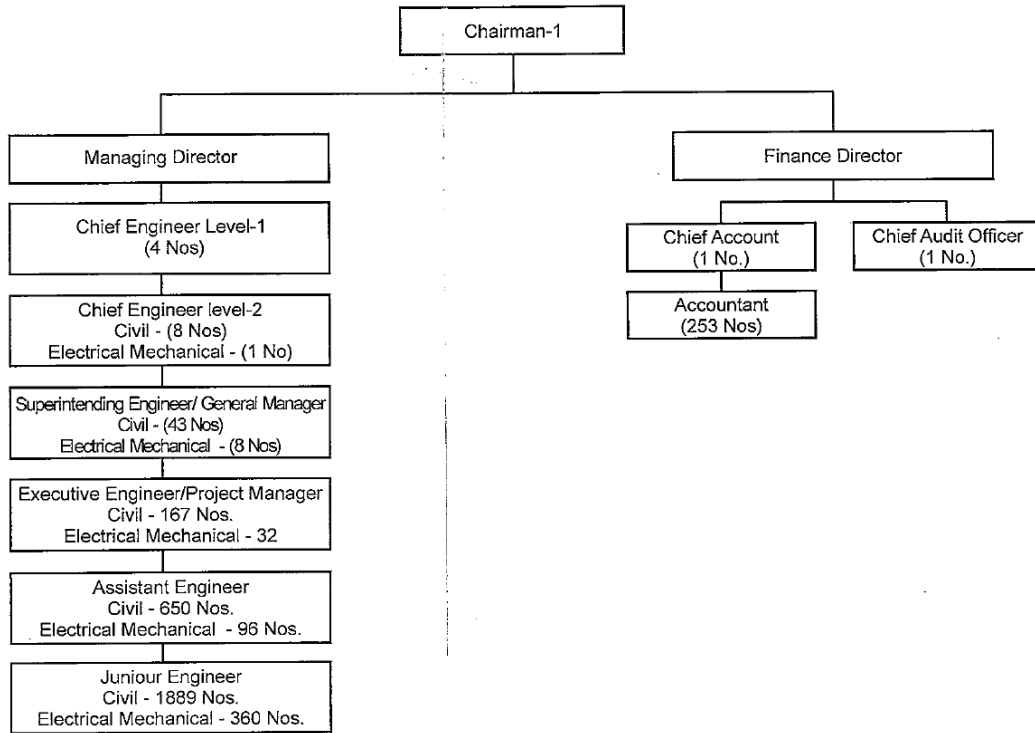 Chairman-1
Managing Director
Chief Engineer Level-1
(4 Nos)
Chief Engineer level-2
Civil - (8 Nos)
Electrical Mechanical - (1 No)
Superintending Engineer/ General Manager
Civil - (43 Nos)
Electrical Mechanical - (8 Nos)
Executive Engineer/Project Manager
Civil - 167 Nos.
Electrical Mechanical - 32
Assistant Engineer
Civil - 650 Nos.
Electrical Mechanical - 96 Nos.
Juniour Engineer
Civil - 1889 Nos.
Electrical Mechanical - 360 Nos.
Finance Director
Chief Account
(1 No.)
Accountant
(253 Nos)
Chief Audit Officer
(1 No.)